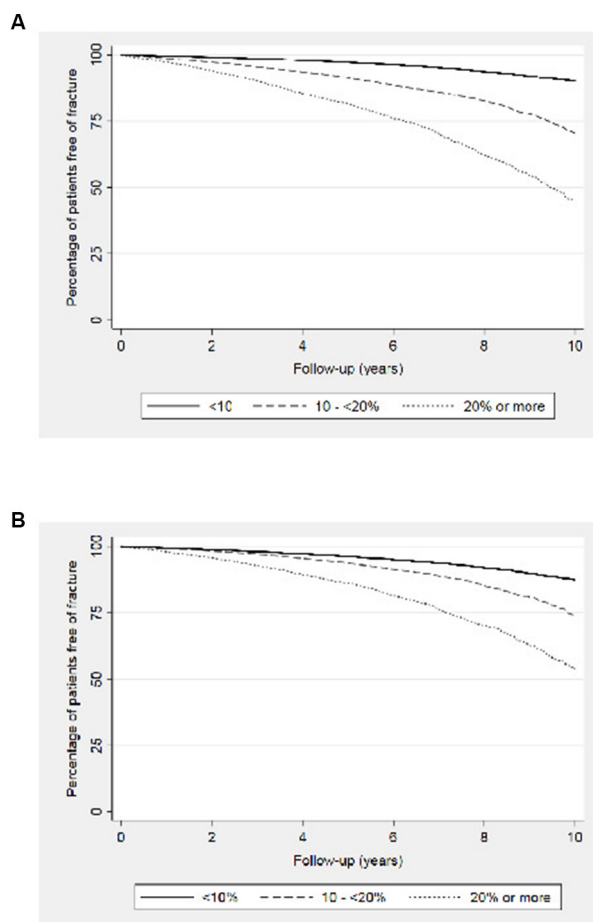 A
Percentage of patients free of fracture
100
75
50
25
0
0 2 4 6 8 10
Follow-up (years)
<10 10 - <20% 20% or more
B
Percentage of patients free of fracture
100
75
50
25
0
0 2 4 6 8 10
Follow-up (years)
<10% 10 - <20% 20% or more